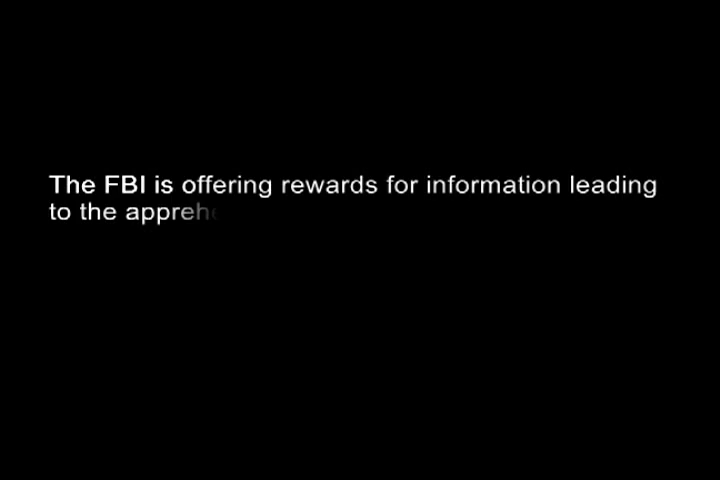 The FBI is offering rewards for information leading
to the appreh